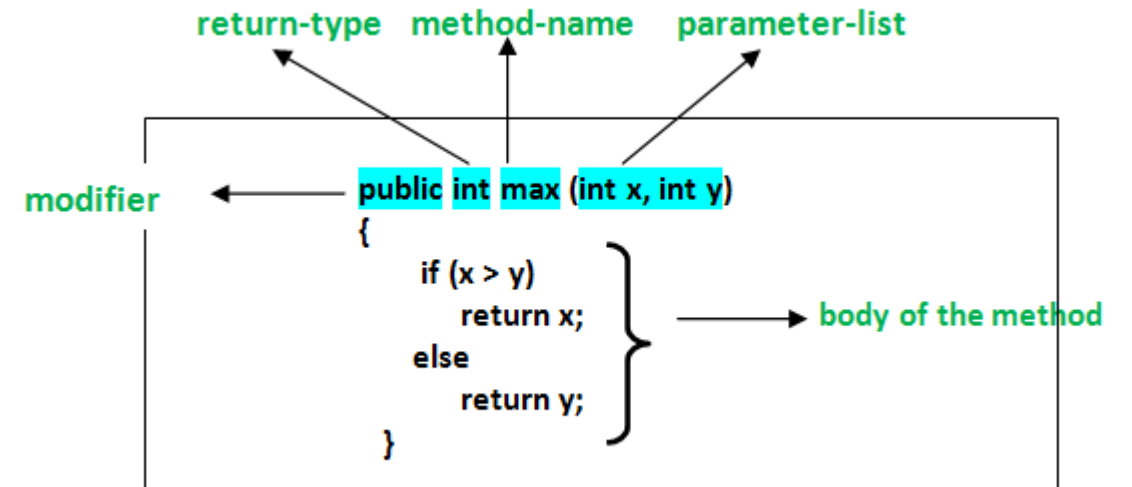 return-type method-name parameter-list
modifier
public int max (int x, int y)
{
if (x > y)
return x;
else
return y;
}
body of the method